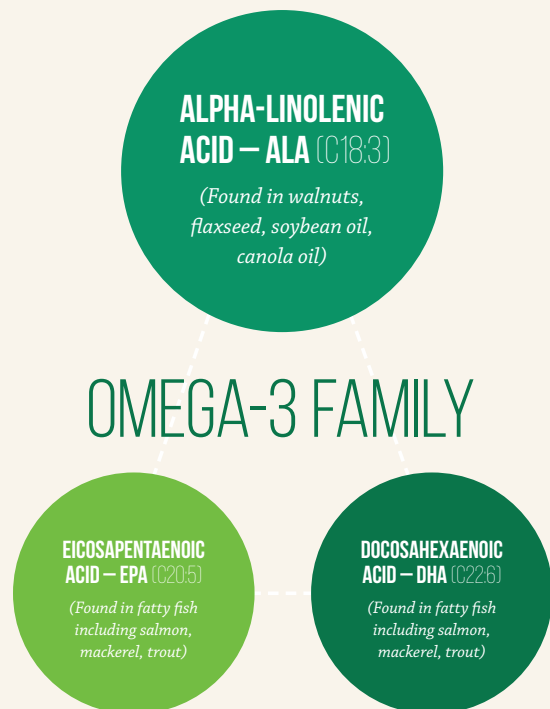 ALPHA-LINOLENIC
ACID – ALA (C18:3)
(Found in walnuts,
flaxseed, soybean oil,
canola oil)
OMEGA-3 FAMILY
EICOSAPENTAENOIC
ACID – EPA (C20:5)
(Found in fatty fish
including salmon,
mackerel, trout)
DOCOSAHEXAENOIC
ACID – DHA (C22:6)
(Found in fatty fish
including salmon,
mackerel, trout)